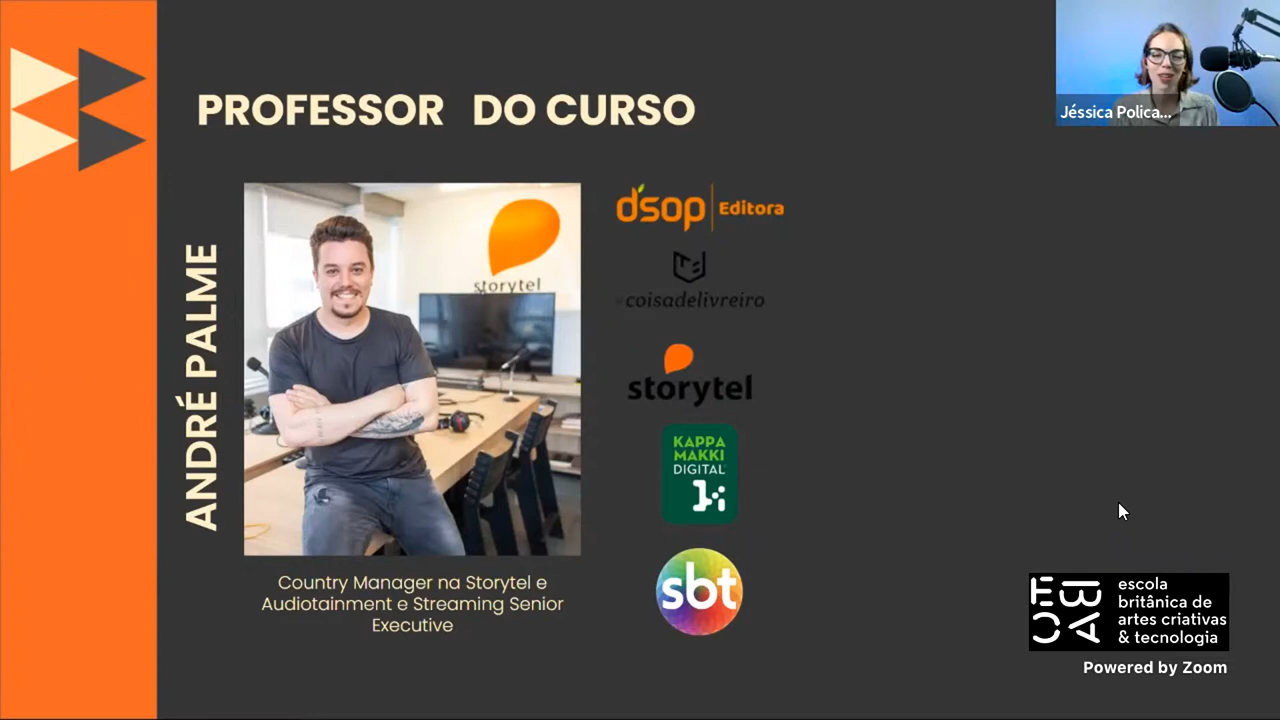 PROFESSOR DO CURSO
Jéssica Polica...
ANDRÉ PALME
storytel
dsop Editora
#coisadelivreiro
storytel
KAPPA
MAKKI
DIGITAL
sbt
Country Manager na Storytel e
Audiotainment e Streaming Senior
Executive
EBAC
escola
britânica de
artes criativas
& tecnologia
Powered by Zoom